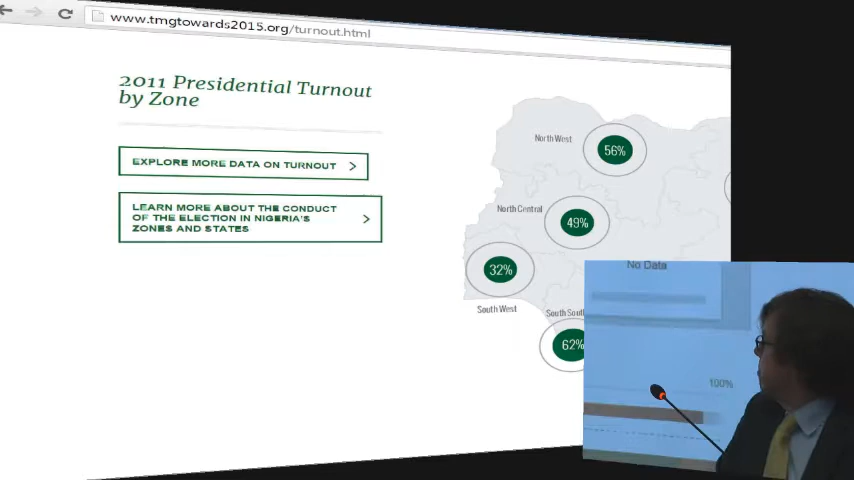 www.tmgtowards2015.org/turnout.html
2011 Presidential Turnout
by Zone
EXPLORE MORE DATA ON TURNOUT
LEARN MORE ABOUT THE CONDUCT
OF THE ELECTION IN NIGERIA'S
ZONES AND STATES
North West
56%
North Central
49%
32%
South West
South Sout
62%
No Data
100%